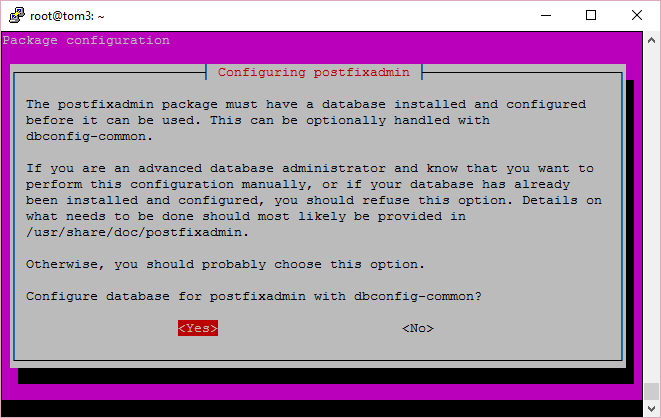 root@tom3: ~
Package configuration
Configuring postfixadmin
The postfixadmin package must have a database installed and configured
before it can be used. This can be optionally handled with
dbconfig-common.
If you are an advanced database administrator and know that you want to
perform this configuration manually, or if your database has already
been installed and configured, you should refuse this option. Details on
what needs to be done should most likely be provided in
/usr/share/doc/postfixadmin.
Otherwise, you should probably choose this option.
Configure database for postfixadmin with dbconfig-common?
<Yes> <No>